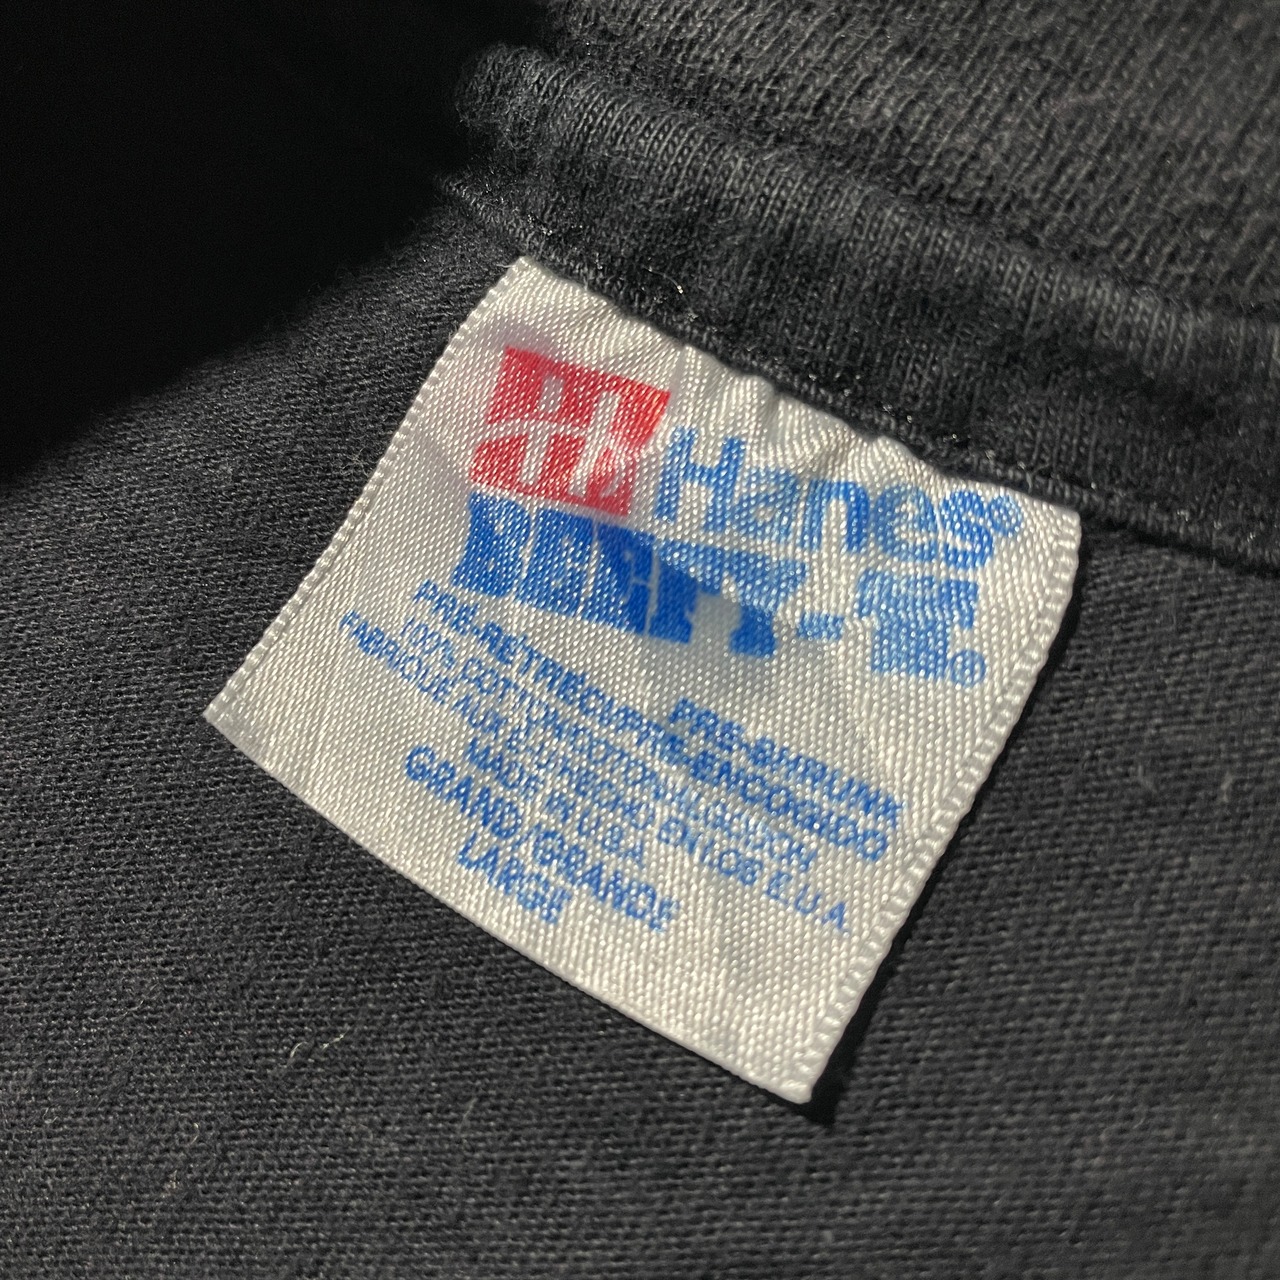 H Hanes®
BEEFY-T®
PRE-SHRUNK
PRE-RETRECI/PRE-ENCOGIDO
100% COTTON/COTON/ALGODON
FABRIQUE AUX E.-U./HECHO EN LOS E.U.A.
MADE IN U.S.A.
GRAND/GRANDE
LARGE